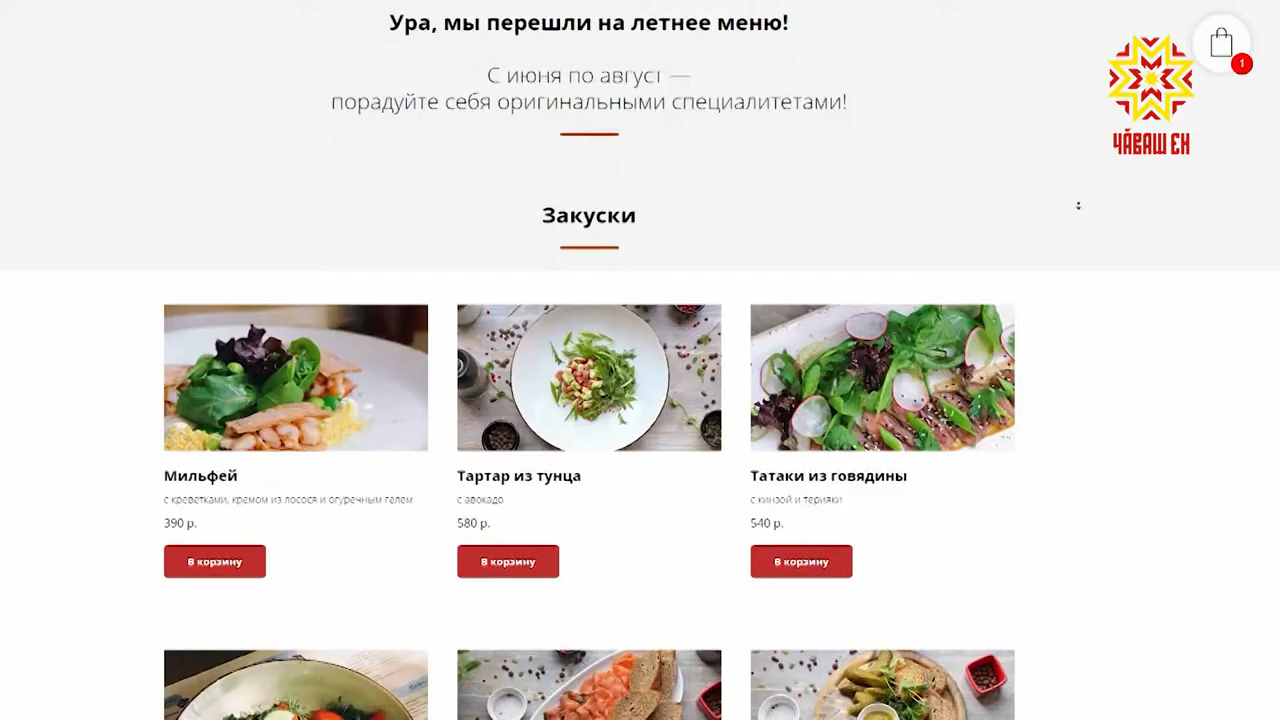 Ура, мы перешли на летнее меню!
С июня по август —
порадуйте себя оригинальными специалитетами!
1
ЧӐВАШ ЕН
Закуски
Мильфей
с креветками, кремом из лосося и огуречным гелем
390 р.
В корзину
Тартар из тунца
с авокадо
580 р.
В корзину
Татаки из говядины
с кинзой и терияки
540 р.
В корзину